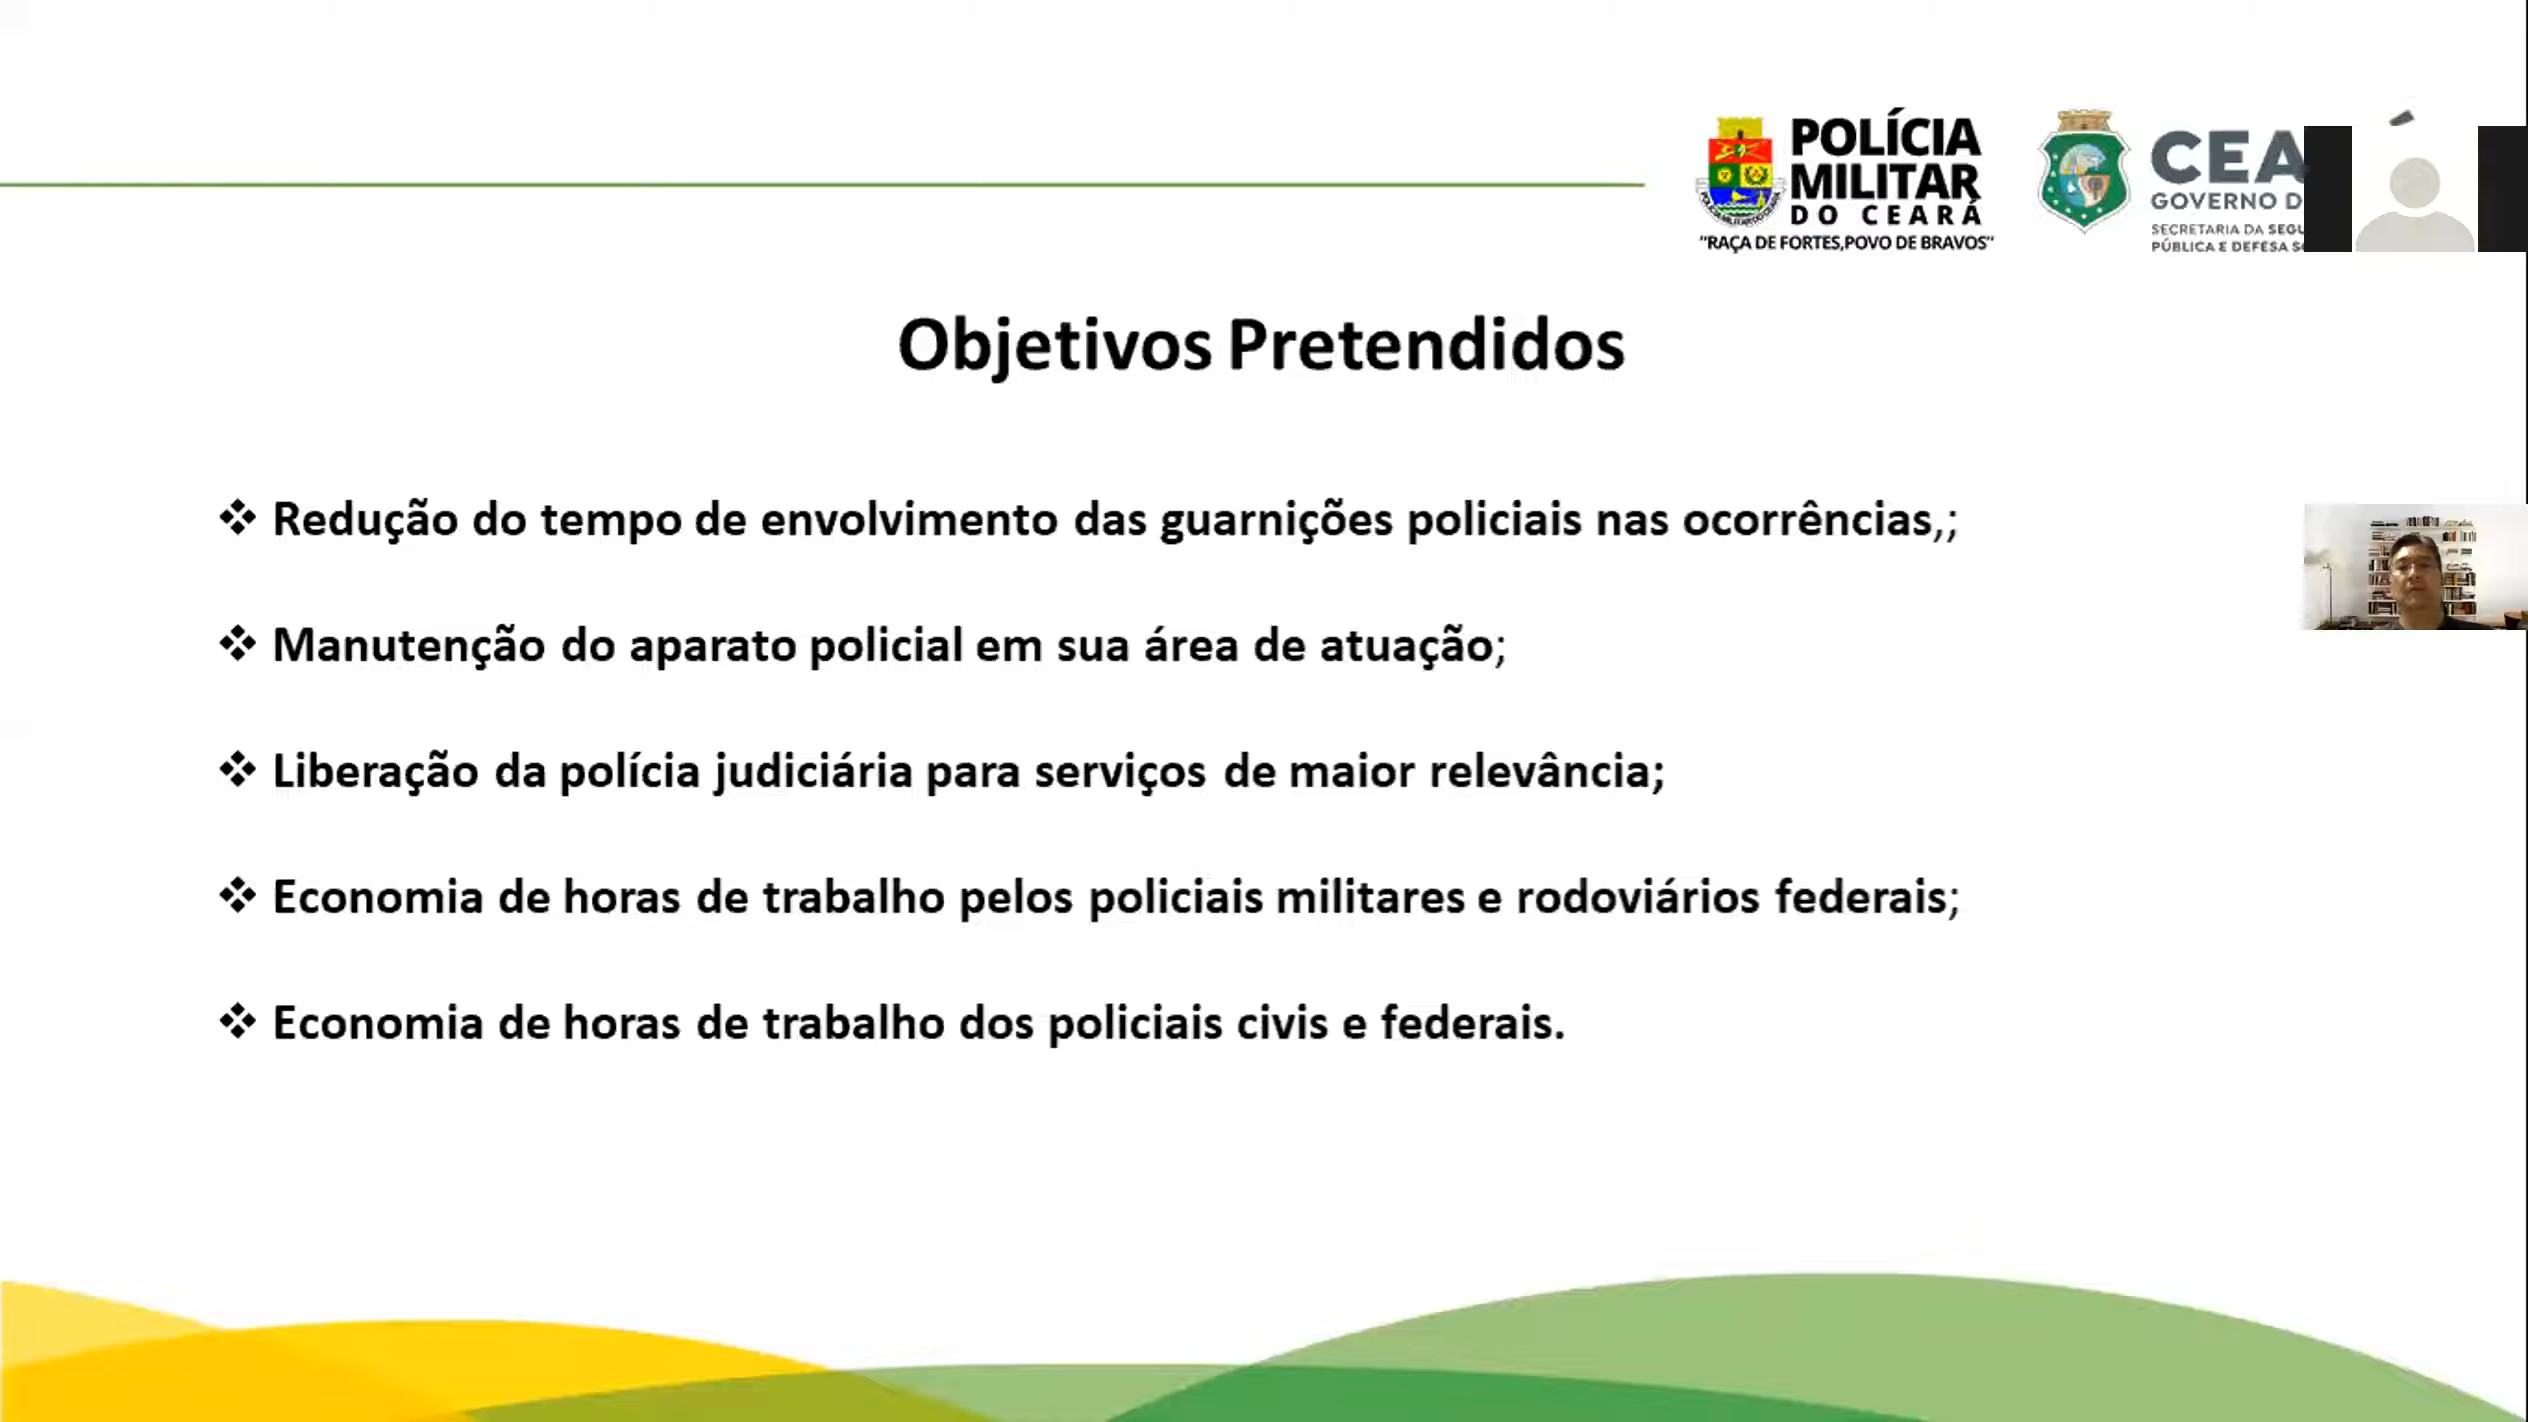 POLÍCIA
MILITAR
DO CEARÁ
"RAÇA DE FORTES,POVO DE BRAVOS"
CEA
GOVERNO D
SECRETARIA DA SEGU
PÚBLICA E DEFESA S
Objetivos Pretendidos
❖ Redução do tempo de envolvimento das guarnições policiais nas ocorrências,;
❖ Manutenção do aparato policial em sua área de atuação;
❖ Liberação da polícia judiciária para serviços de maior relevância;
❖ Economia de horas de trabalho pelos policiais militares e rodoviários federais;
❖ Economia de horas de trabalho dos policiais civis e federais.